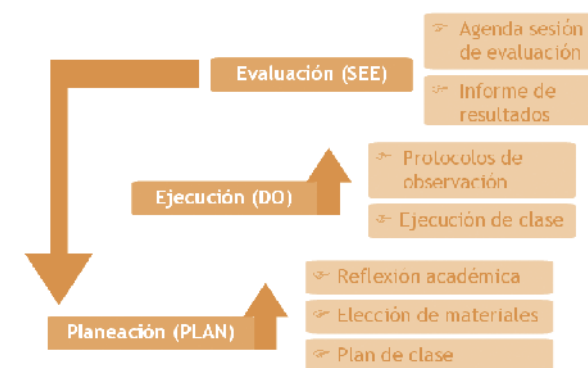 ☞ Agenda sesión
de evaluación
Evaluación (SEE)
☞ Informe de
resultados
☞ Protocolos de
observación
Ejecución (DO)
☞ Ejecución de clase
☞ Reflexión académica
☞ Elección de materiales
Planeación (PLAN)
☞ Plan de clase